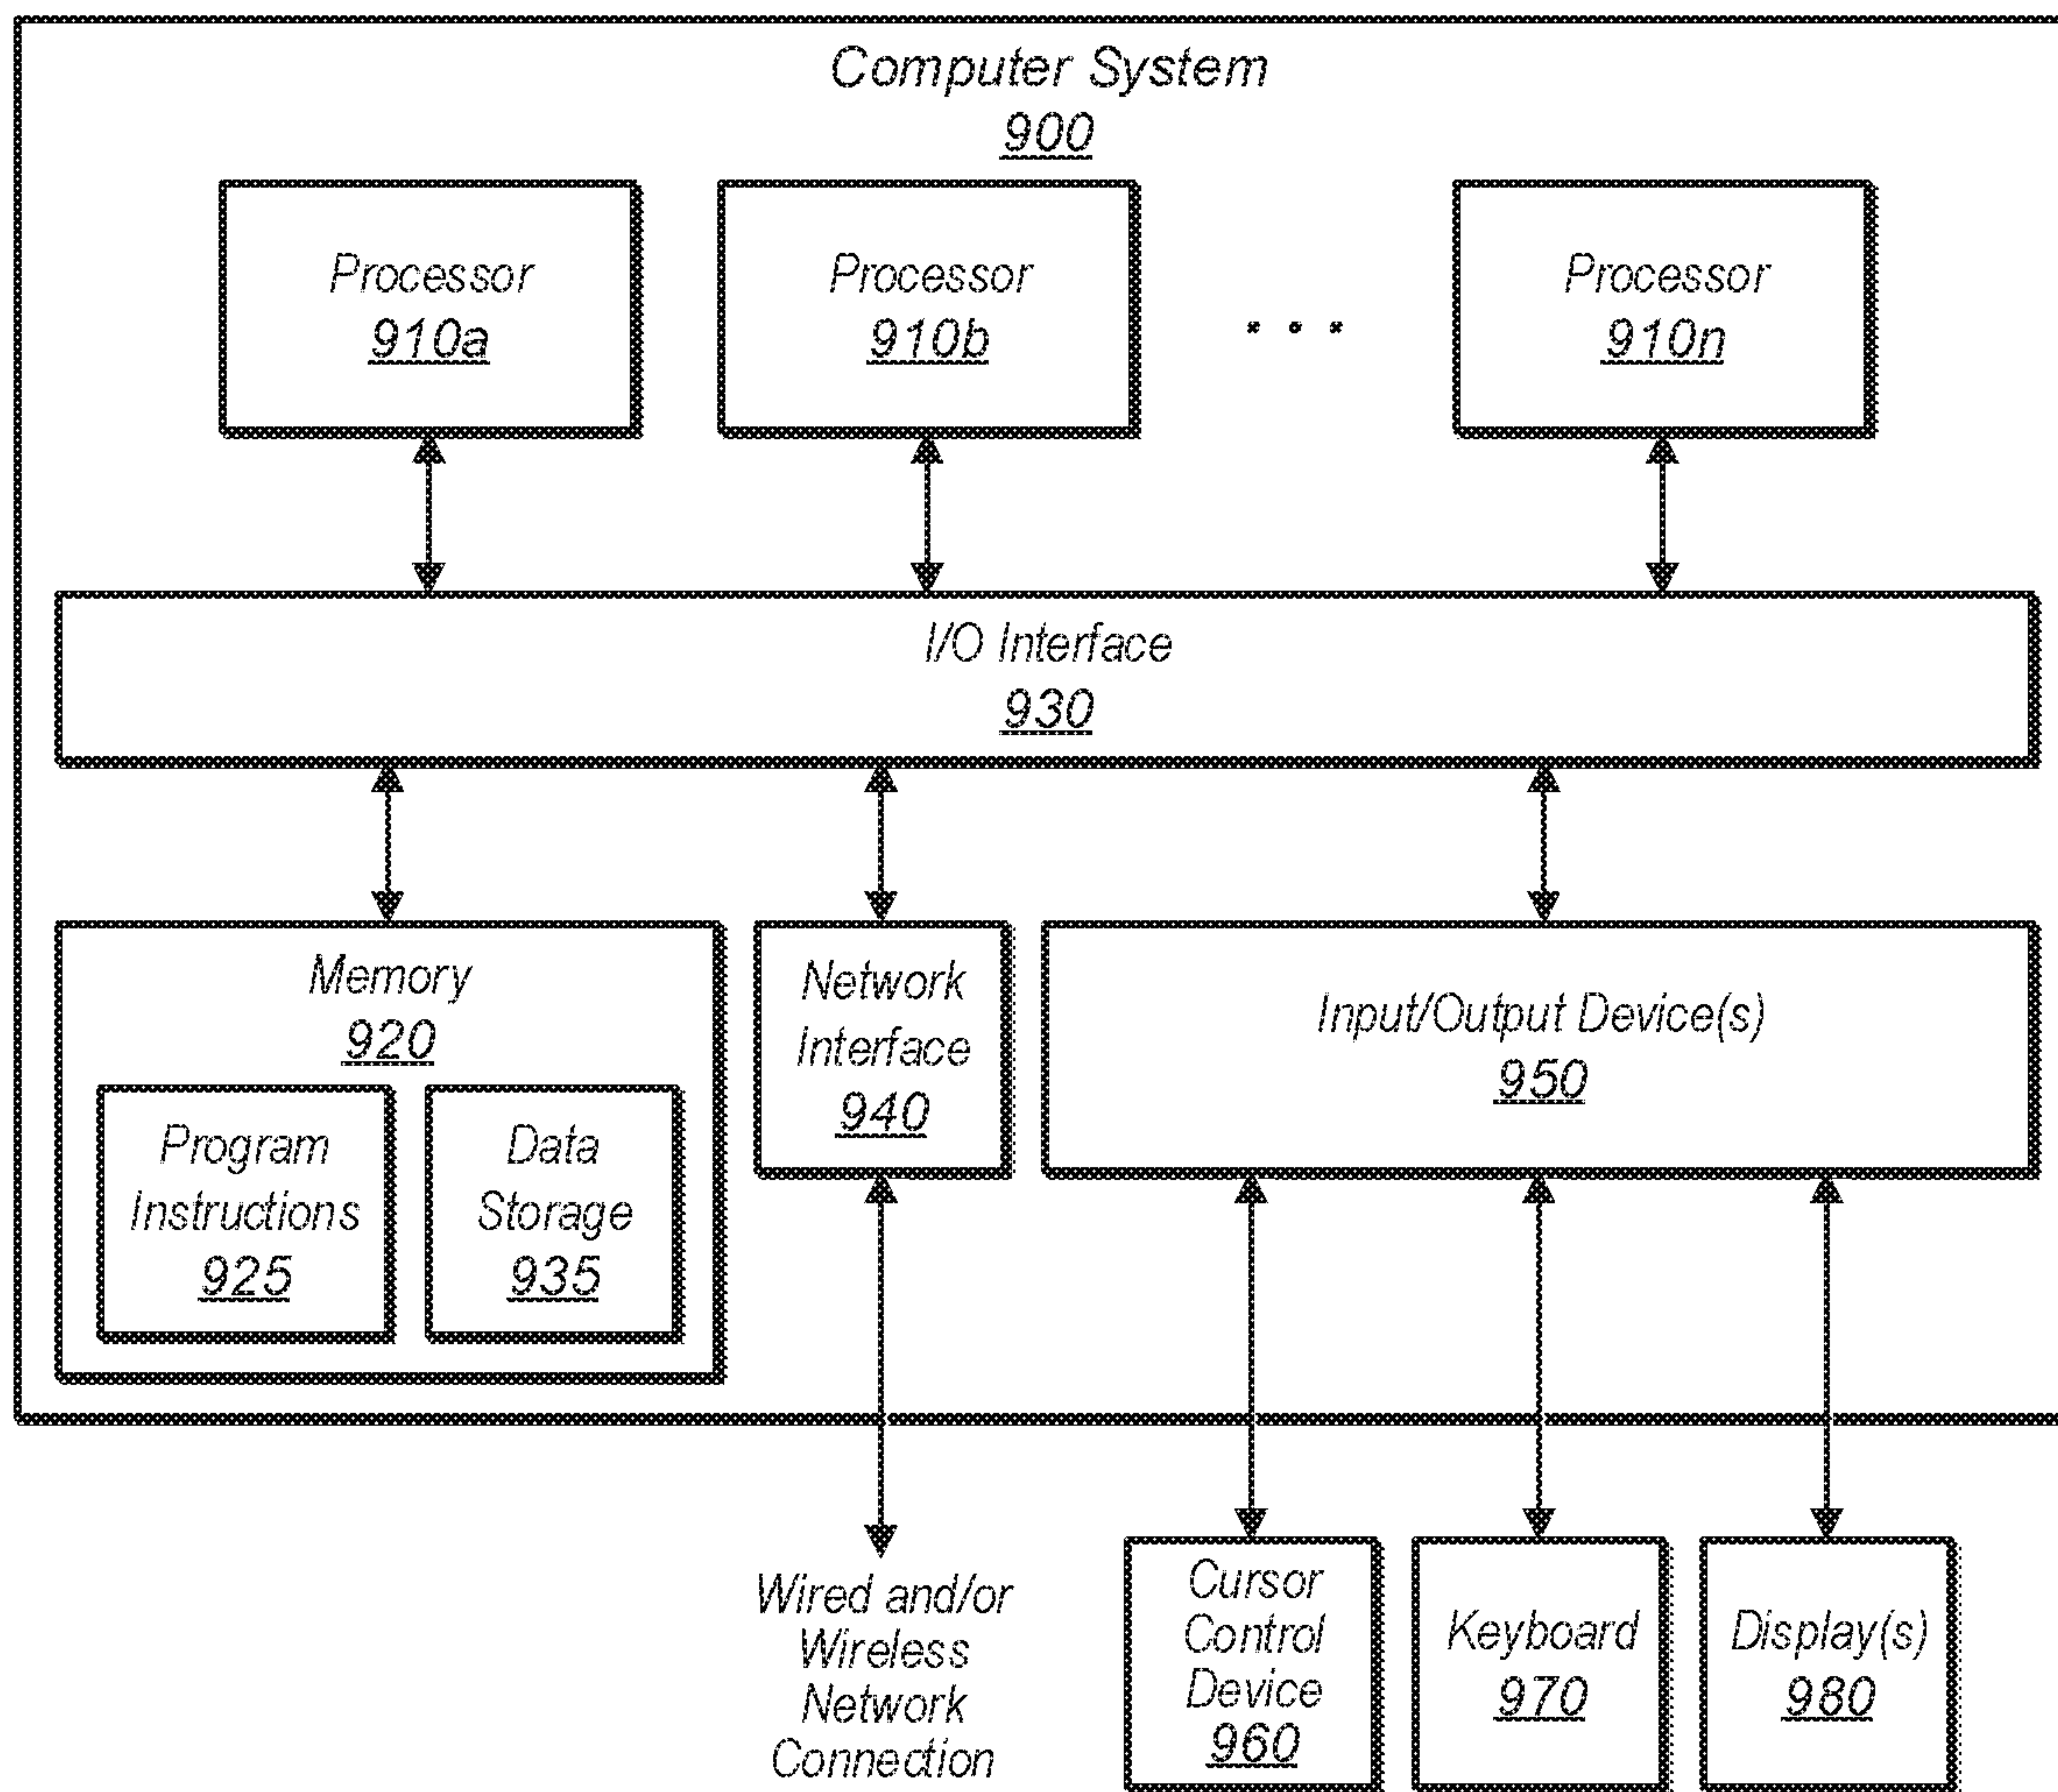 Computer System
900
Processor
910a
Processor
910b
. . .
Processor
910n
I/O Interface
930
Memory
920
Program
Instructions
925
Data
Storage
935
Network
Interface
940
Input/Output Device(s)
950
Wired and/or
Wireless
Network
Connection
Cursor
Control
Device
960
Keyboard
970
Display(s)
980